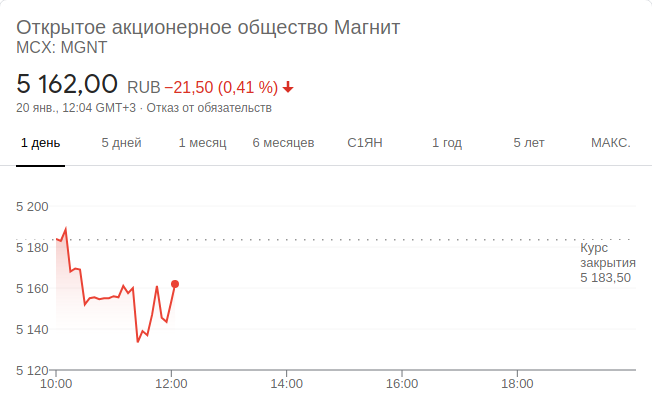 Открытое акционерное общество Магнит
MCX: MGNT
5 162,00 RUB −21,50 (0,41 %)
20 янв., 12:04 GMT+3 · Отказ от обязательств
1 день 5 дней 1 месяц 6 месяцев С1ЯН 1 год 5 лет МАКС.
5 200
5 180
Курс
закрытия
5 183,50
5 160
5 140
5 120
10:00 12:00 14:00 16:00 18:00